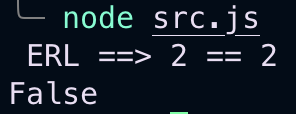 node src.js
ERL ==> 2 == 2
False